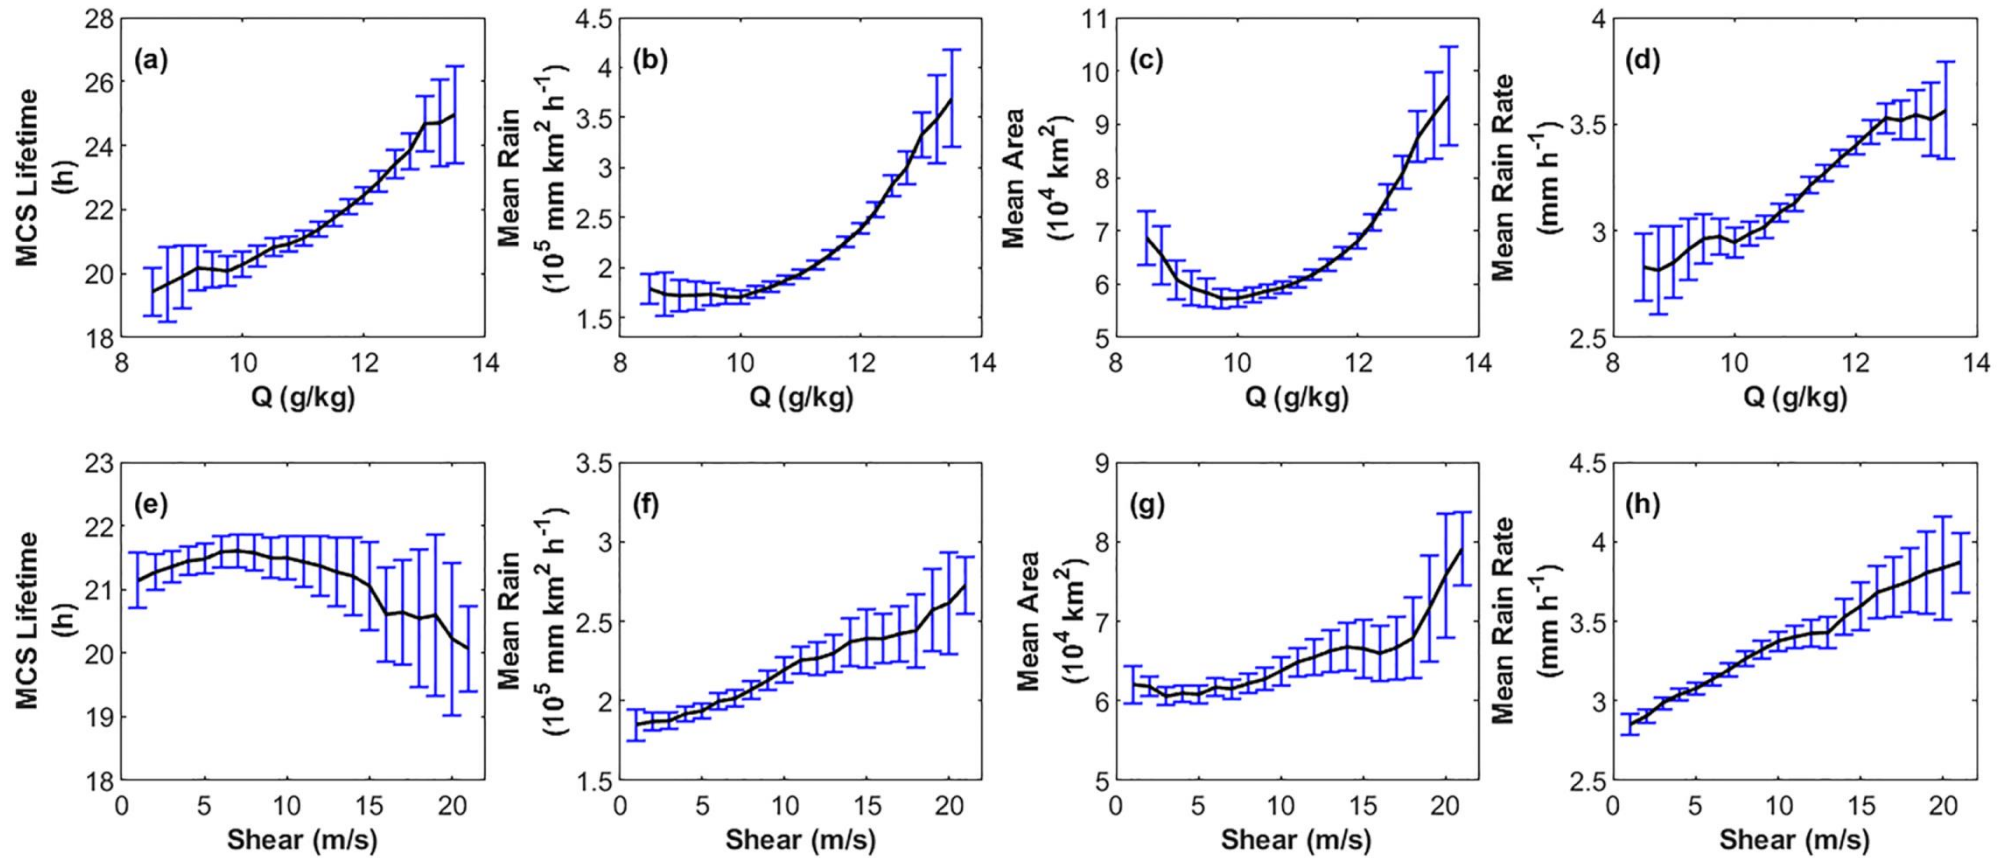 (a)
MCS Lifetime
(h)
28
26
24
22
20
18
8 10 12 14
Q (g/kg)
(b)
Mean Rain
(10⁵ mm km² h⁻¹)
4.5
4
3.5
3
2.5
2
1.5
8 10 12 14
Q (g/kg)
(c)
Mean Area
(10⁴ km²)
11
10
9
8
7
6
5
8 10 12 14
Q (g/kg)
(d)
Mean Rain Rate
(mm h⁻¹)
4
3.5
3
2.5
8 10 12 14
Q (g/kg)
(e)
MCS Lifetime
(h)
23
22
21
20
19
18
0 5 10 15 20
Shear (m/s)
(f)
Mean Rain
(10⁵ mm km² h⁻¹)
3.5
3
2.5
2
1.5
0 5 10 15 20
Shear (m/s)
(g)
Mean Area
(10⁴ km²)
9
8
7
6
5
0 5 10 15 20
Shear (m/s)
(h)
Mean Rain Rate
(mm h⁻¹)
4.5
4
3.5
3
2.5
0 5 10 15 20
Shear (m/s)